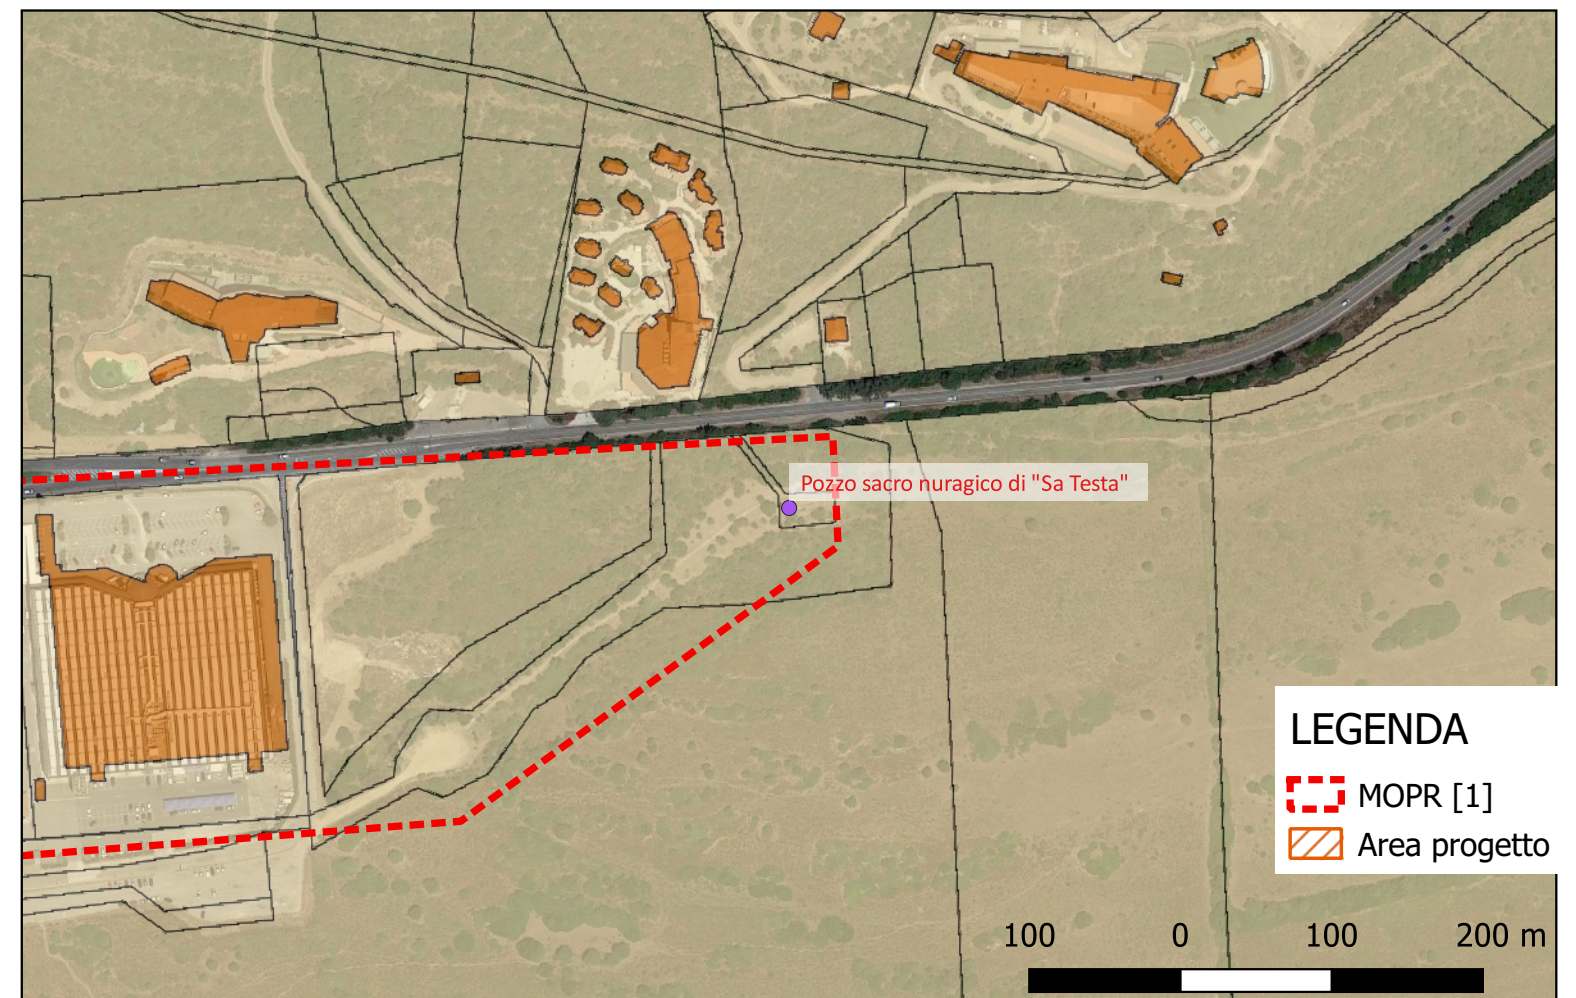 Pozzo sacro nuragico di "Sa Testa"
LEGENDA
MOPR [1]
Area progetto
100 0 100 200 m